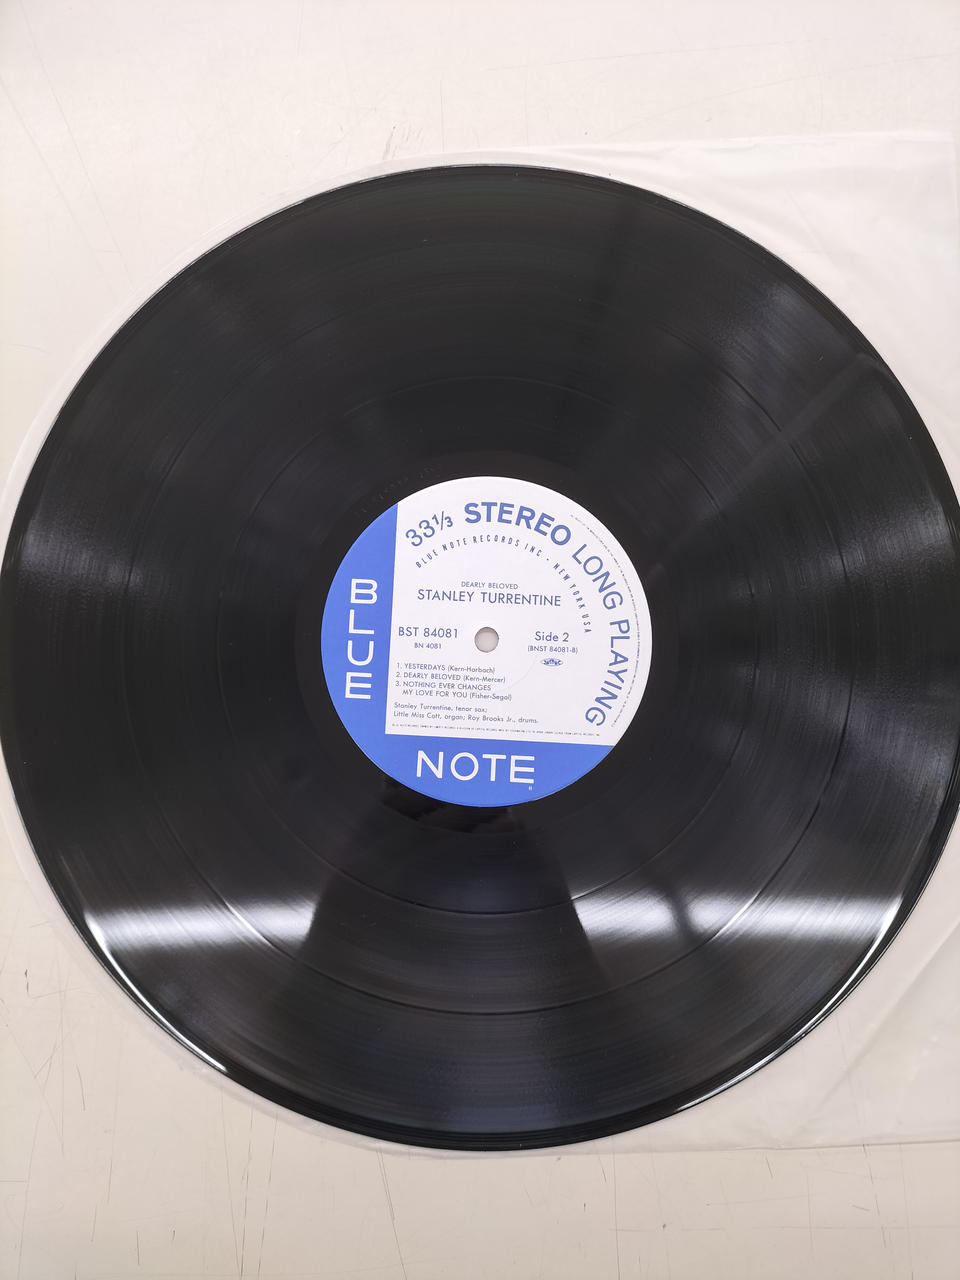 33⅓ STEREO LONG PLAYING
BLUE NOTE RECORDS INC · NEW YORK USA
DEARLY BELOVED
STANLEY TURRENTINE
BST 84081
BN 4081
Side 2
(BNST 84081-B)
1. YESTERDAYS (Kern-Harbach)
2. DEARLY BELOVED (Kern-Mercer)
3. NOTHING EVER CHANGES
MY LOVE FOR YOU (Fisher-Segal)
Stanley Turrentine, tenor sax;
Little Miss Cott, organ; Roy Brooks Jr., drums.
BLUE
NOTE